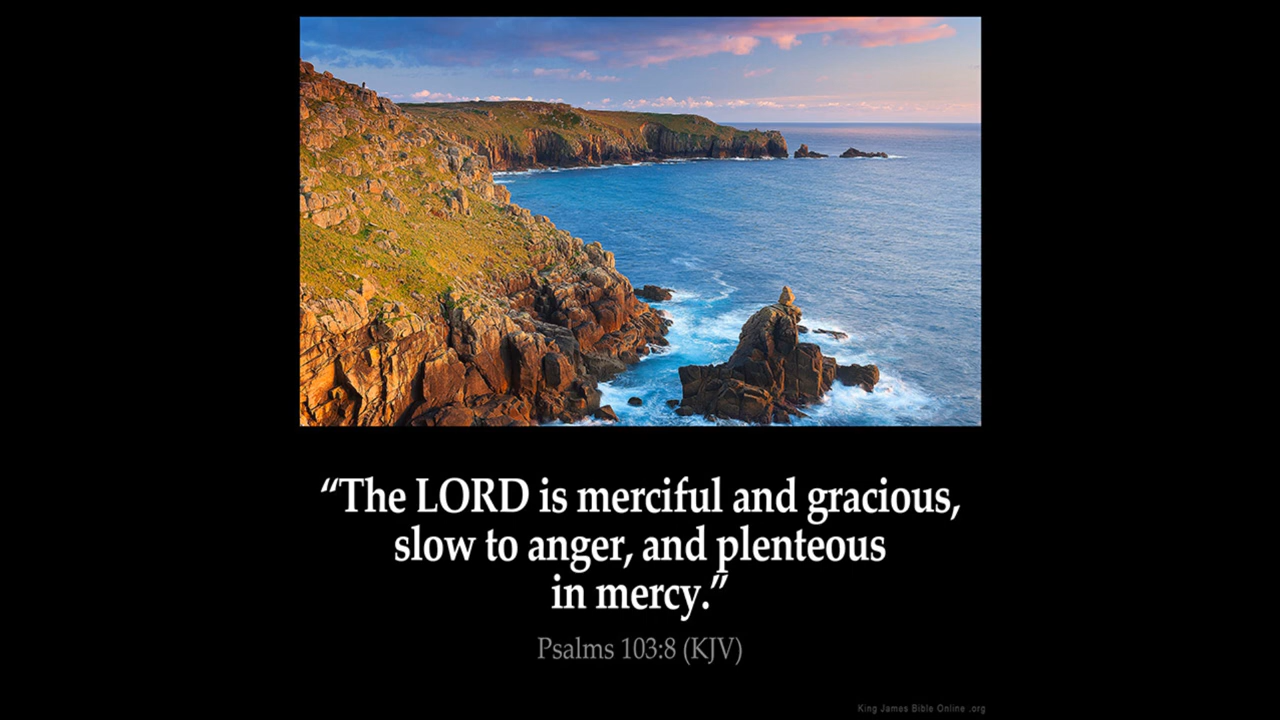 “The LORD is merciful and gracious,
slow to anger, and plenteous
in mercy.”
Psalms 103:8 (KJV)
King James Bible Online .org